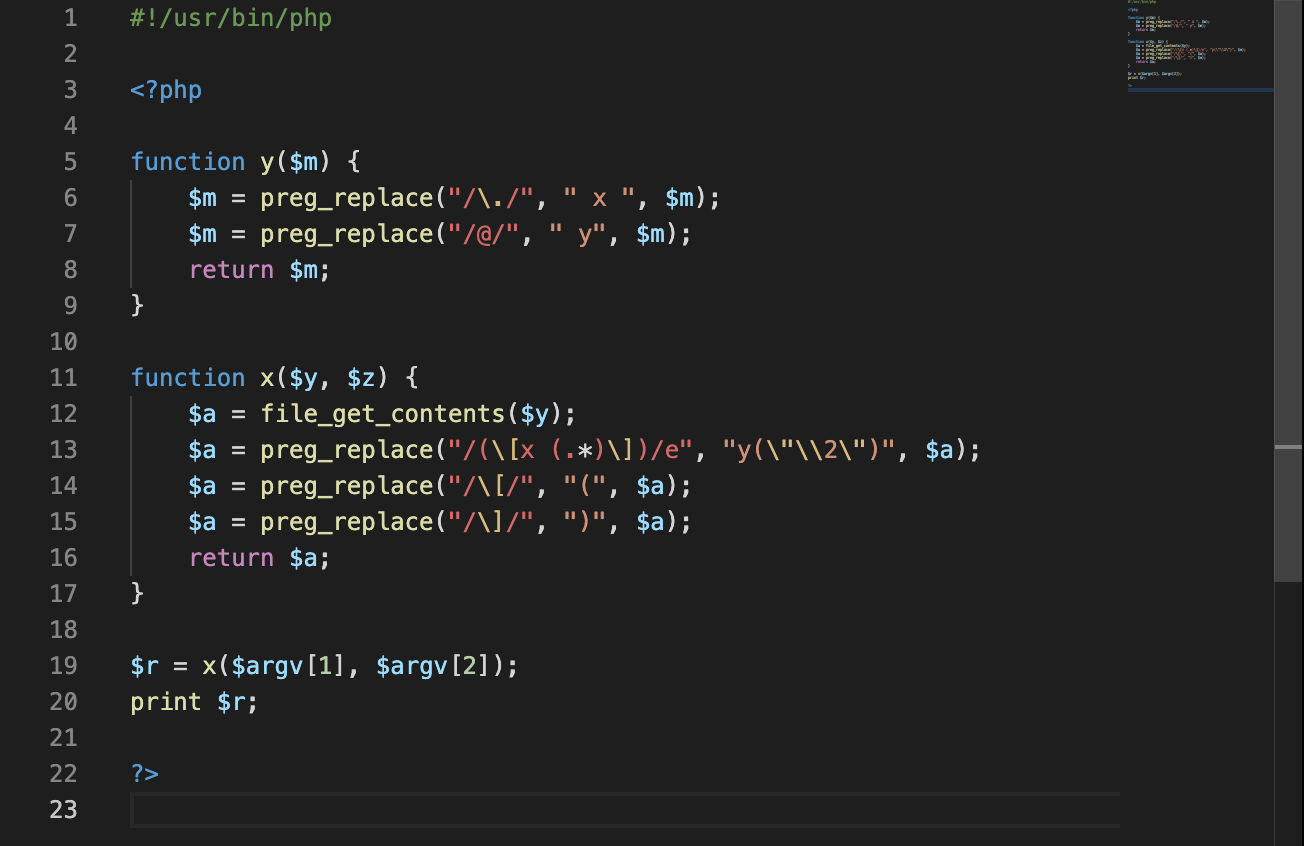 1 #!/usr/bin/php
2
3 <?php
4
5 function y($m) {
6 $m = preg_replace("/\./", " x ", $m);
7 $m = preg_replace("/@/", " y", $m);
8 return $m;
9 }
10
11 function x($y, $z) {
12 $a = file_get_contents($y);
13 $a = preg_replace("/(\[x (.*)\])/e", "y(\"\\2\")", $a);
14 $a = preg_replace("/\[/", "(", $a);
15 $a = preg_replace("/\]/", ")", $a);
16 return $a;
17 }
18
19 $r = x($argv[1], $argv[2]);
20 print $r;
21
22 ?>
23